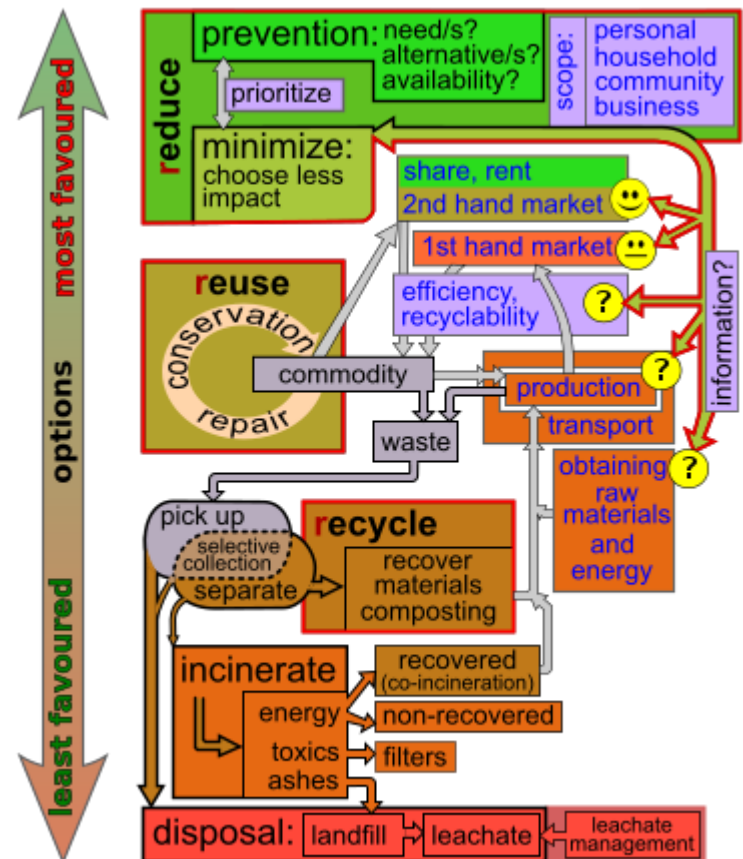 most favoured
options
least favoured
reduce
prevention:
need/s?
alternative/s?
availability?
scope:
personal
household
community
business
prioritize
minimize:
choose less
impact
share, rent
2nd hand market
1st hand market
efficiency,
recyclability
?
information?
reuse
conservation
repair
commodity
production
?
transport
waste
obtaining
raw
materials
and
energy
?
pick up
selective
collection
separate
recycle
recover
materials
composting
incinerate
energy
toxics
ashes
recovered
(co-incineration)
non-recovered
filters
disposal:
landfill
leachate
leachate
management